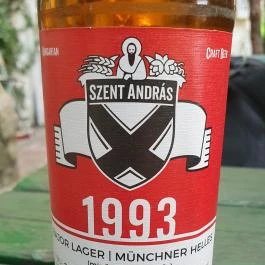 HUNGARIAN
CRAFT BEER
SZENT ANDRÁS
1993
LAGER | MÜNCHNER HELLES